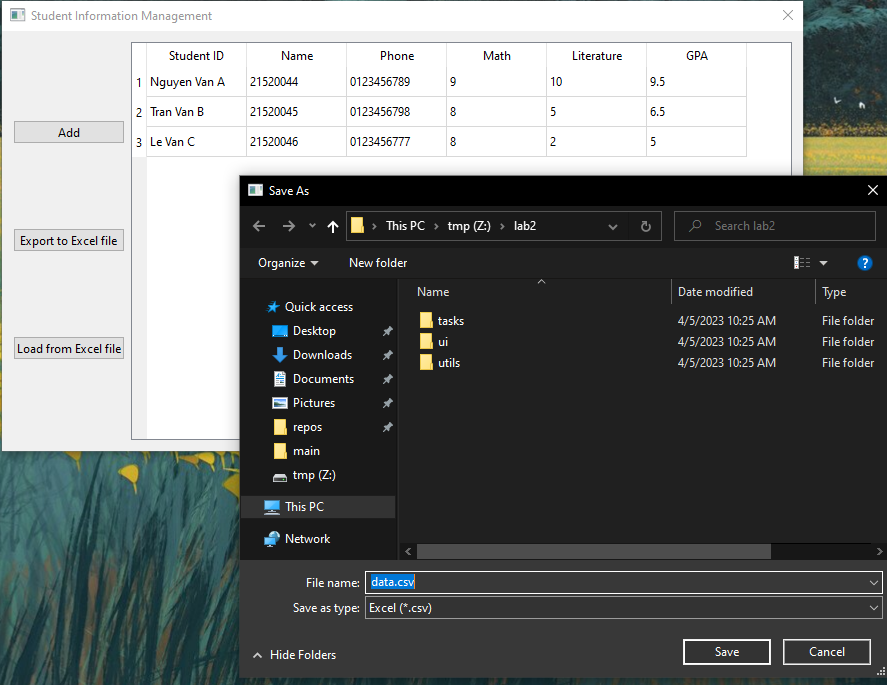 Student Information Management
Student ID Name Phone Math Literature GPA
1 Nguyen Van A 21520044 0123456789 9 10 9.5
2 Tran Van B 21520045 0123456798 8 5 6.5
3 Le Van C 21520046 0123456777 8 2 5
Add
Export to Excel file
Load from Excel file
Save As
This PC > tmp (Z:) > lab2
Search lab2
Organize
New folder
?
Name Date modified Type
tasks 4/5/2023 10:25 AM File folder
ui 4/5/2023 10:25 AM File folder
utils 4/5/2023 10:25 AM File folder
Quick access
Desktop
Downloads
Documents
Pictures
repos
main
tmp (Z:)
This PC
Network
File name: data.csv
Save as type: Excel (*.csv)
Hide Folders
Save
Cancel